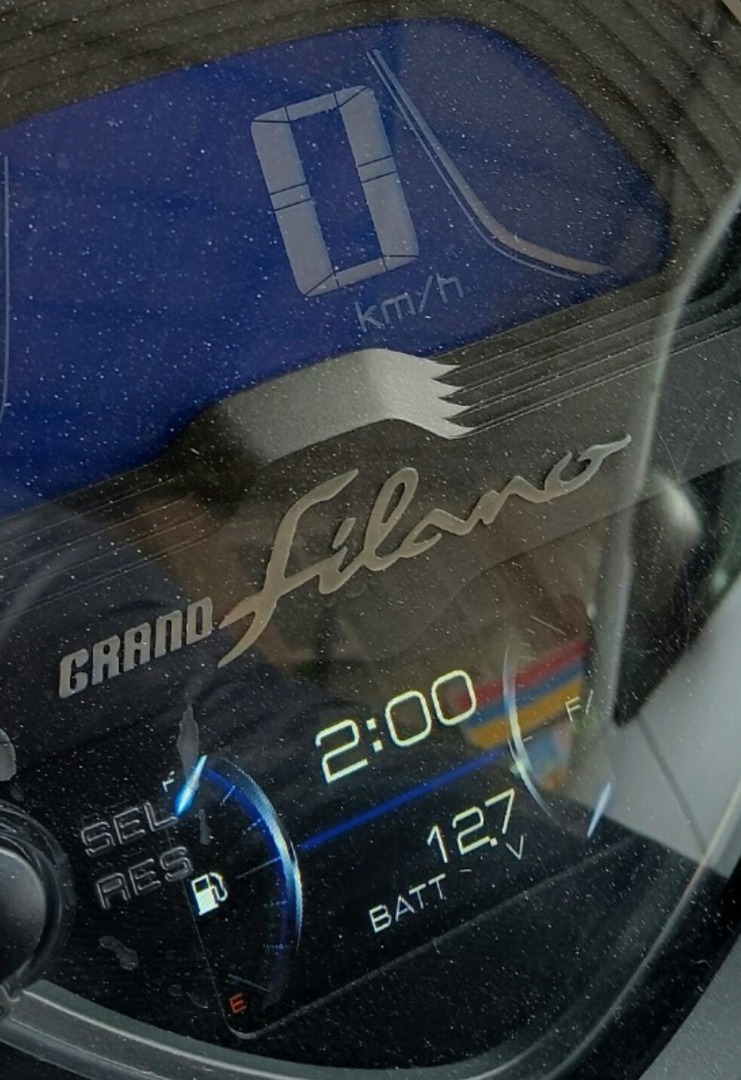 0
km/h
GRAND Filano
2:00
F
F/
SEL
RES
12.7
V
BATT
E